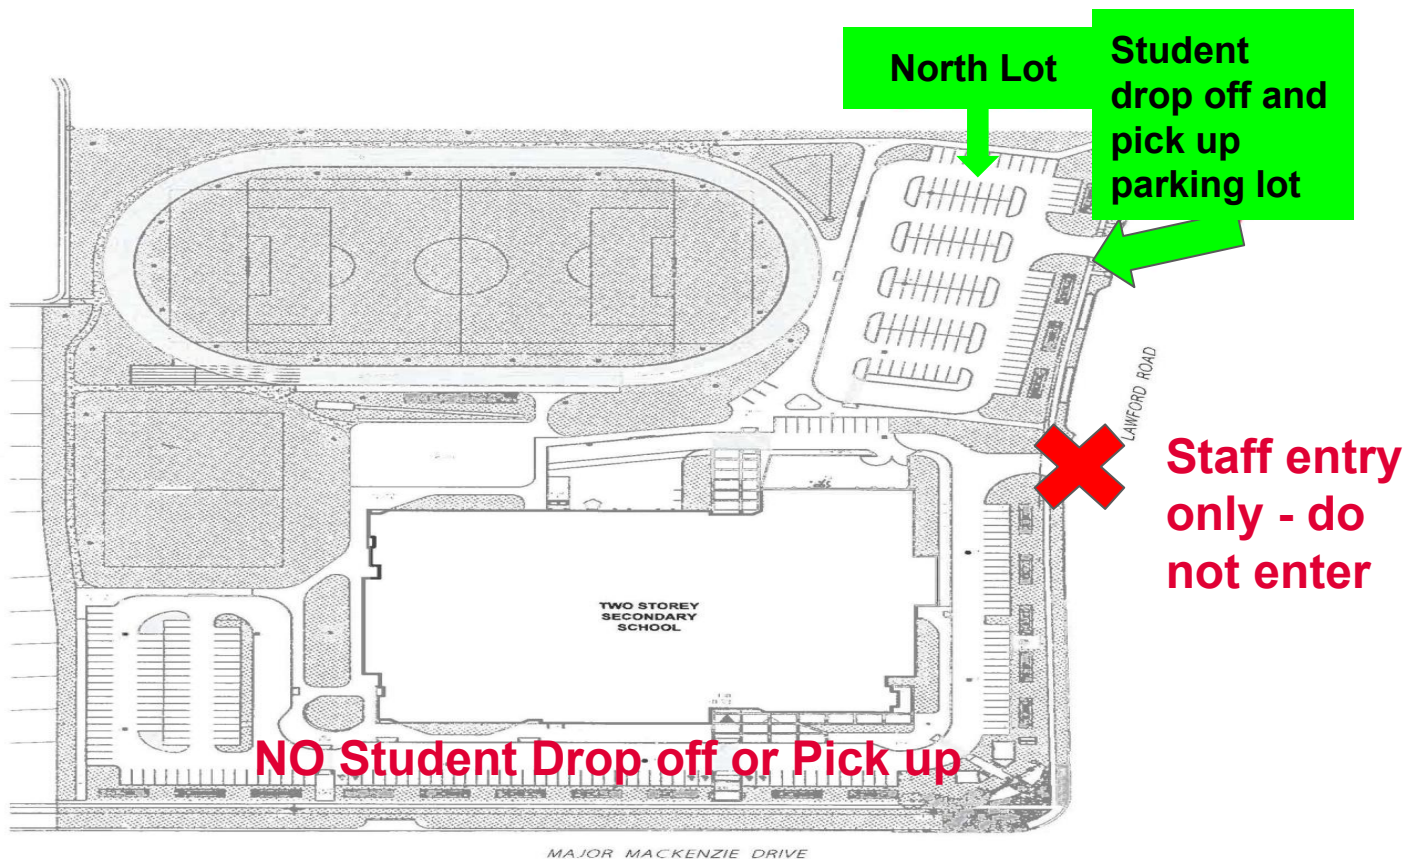 North Lot
Student
drop off and
pick up
parking lot
LAWFORD ROAD
Staff entry
only - do
not enter
TWO STOREY
SECONDARY
SCHOOL
NO Student Drop off or Pick up
MAJOR MACKENZIE DRIVE